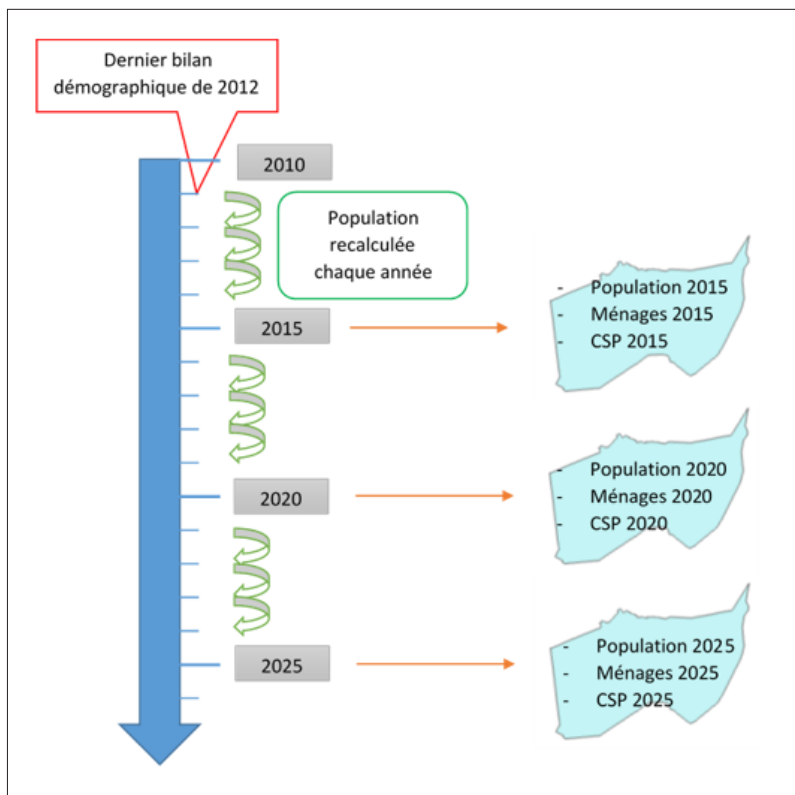 Dernier bilan
démographique de 2012
2010
Population
recalculée
chaque année
2015
- Population 2015
- Ménages 2015
- CSP 2015
2020
- Population 2020
- Ménages 2020
- CSP 2020
2025
- Population 2025
- Ménages 2025
- CSP 2025